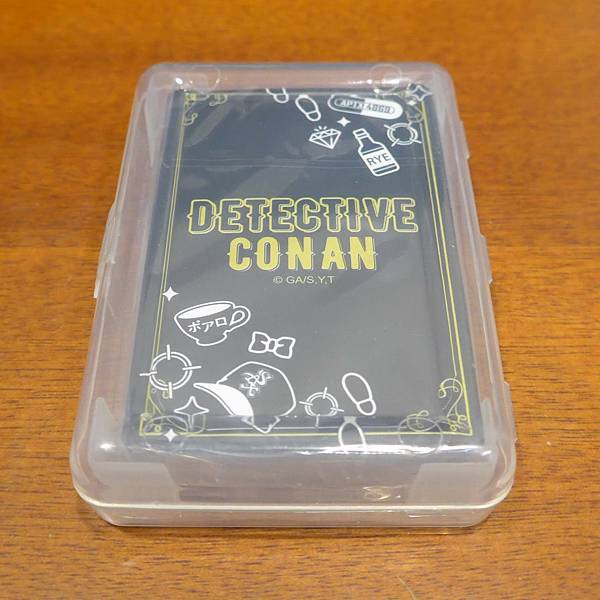 APTX4869
RYE
DETECTIVE
CONAN
© GA/S,Y,T
ポアロ